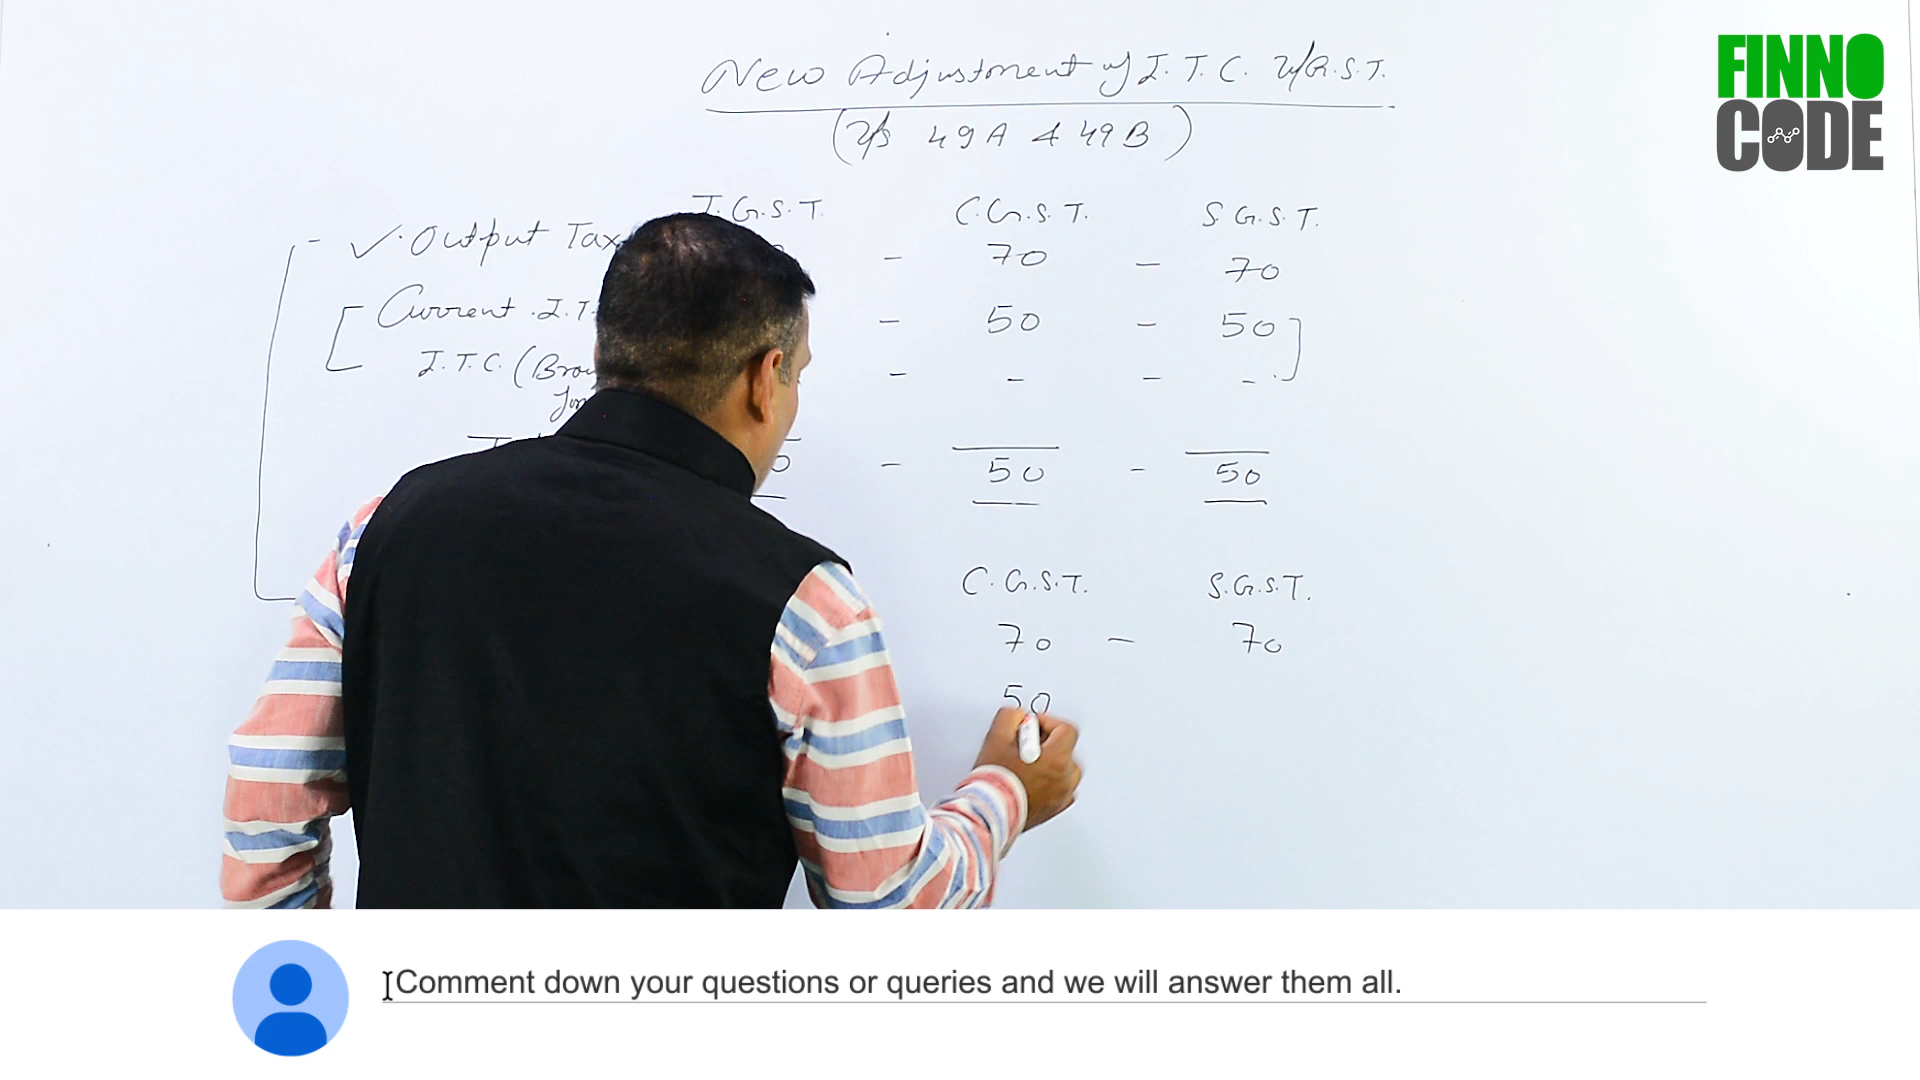 FINNO
CODE
New Adjustment of I.T.C. U/G.S.T.
(U/s 49A & 49B)
I.G.S.T. C.G.S.T. S.G.S.T.
- ✓. Output Tax - 70 - 70
Current I.T. - 50 - 50
I.T.C. ( - - - -
50 - 50
C.G.S.T. S.G.S.T.
70 - 70
50
Comment down your questions or queries and we will answer them all.